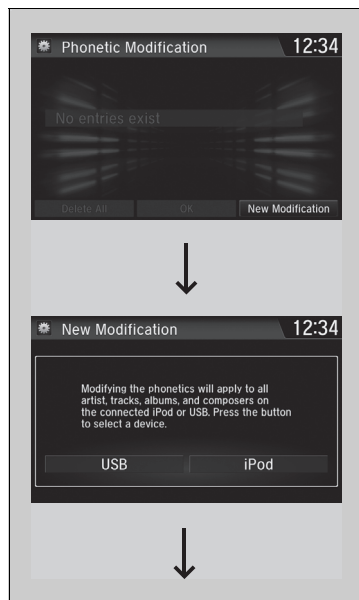 Phonetic Modification 12:34
No entries exist
Delete All OK New Modification
New Modification 12:34
Modifying the phonetics will apply to all
artist, tracks, albums, and composers on
the connected iPod or USB. Press the button
to select a device.
USB iPod